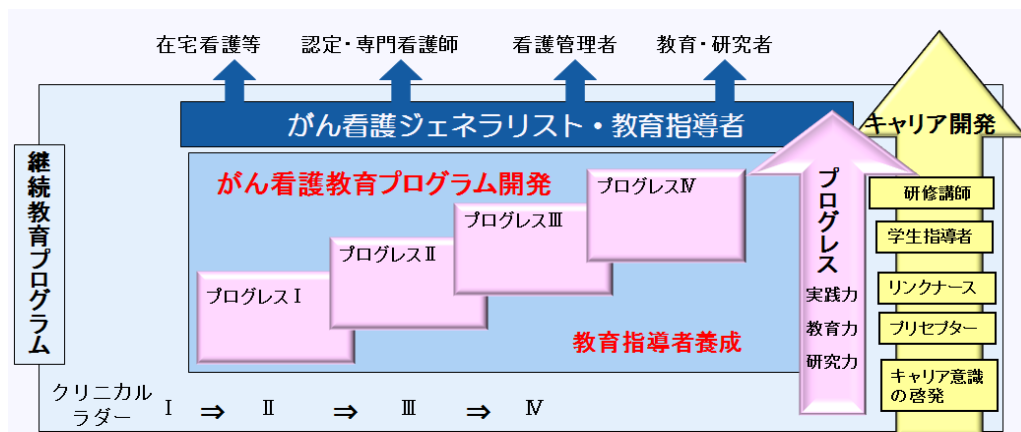 在宅看護等
認定・専門看護師
看護管理者
教育・研究者
がん看護ジェネラリスト・教育指導者
キャリア開発
継続教育プログラム
がん看護教育プログラム開発
プログレスⅠ
プログレスⅡ
プログレスⅢ
プログレスⅣ
教育指導者養成
プログレス
実践力
教育力
研究力
研修講師
学生指導者
リンクナース
プリセプター
キャリア意識
の啓発
クリニカル
ラダー
Ⅰ ⇒ Ⅱ ⇒ Ⅲ ⇒ Ⅳ